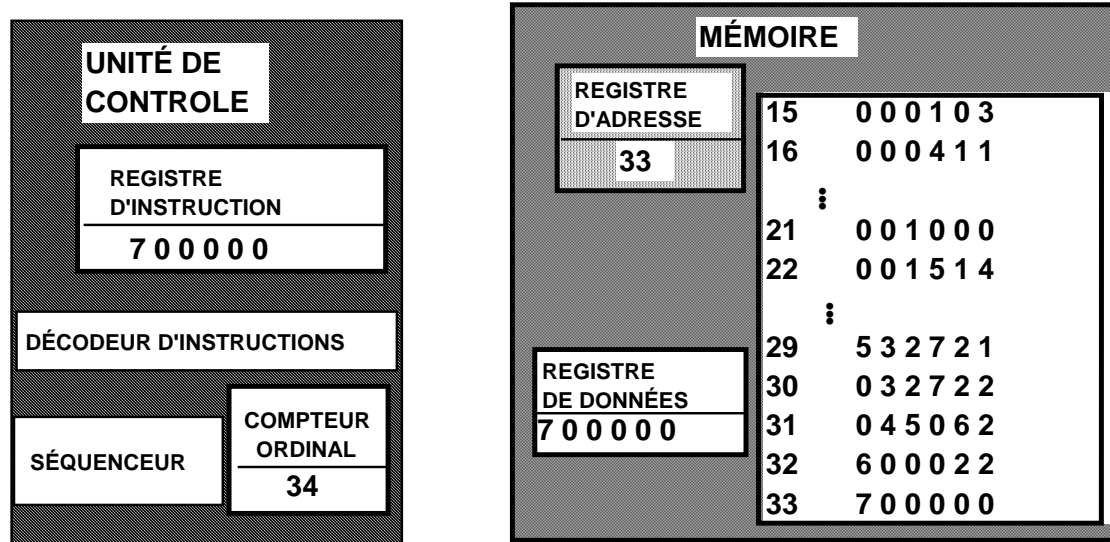 UNITÉ DE
CONTROLE
REGISTRE
D'INSTRUCTION
7 0 0 0 0 0
DÉCODEUR D'INSTRUCTIONS
SÉQUENCEUR
COMPTEUR
ORDINAL
34
MÉMOIRE
REGISTRE
D'ADRESSE
33
REGISTRE
DE DONNÉES
7 0 0 0 0 0
15 0 0 0 1 0 3
16 0 0 0 4 1 1
21 0 0 1 0 0 0
22 0 0 1 5 1 4
29 5 3 2 7 2 1
30 0 3 2 7 2 2
31 0 4 5 0 6 2
32 6 0 0 0 2 2
33 7 0 0 0 0 0